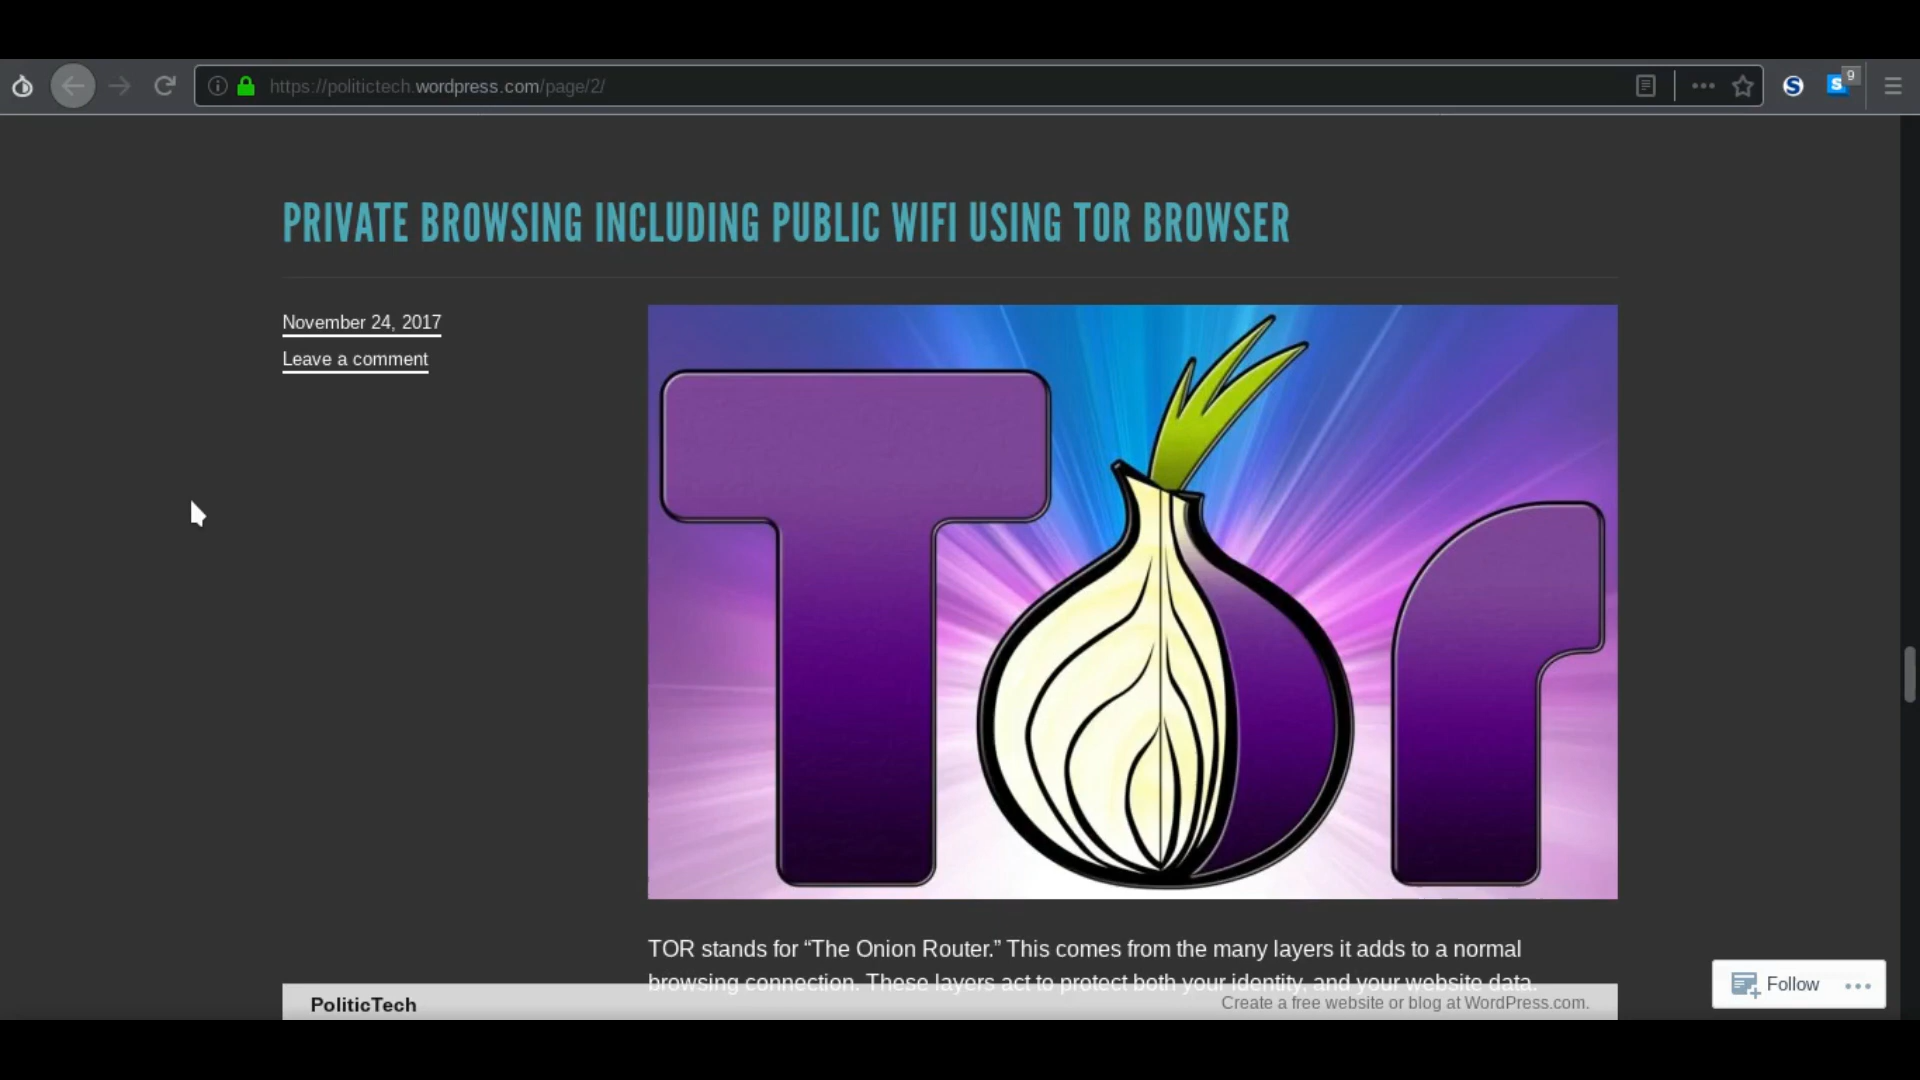 https://politictech.wordpress.com/page/2/
S
S
9
PRIVATE BROWSING INCLUDING PUBLIC WIFI USING TOR BROWSER
November 24, 2017
Leave a comment
Tor
TOR stands for “The Onion Router.” This comes from the many layers it adds to a normal
browsing connection. These layers act to protect both your identity, and your website data.
PoliticTech
Create a free website or blog at WordPress.com.
Follow